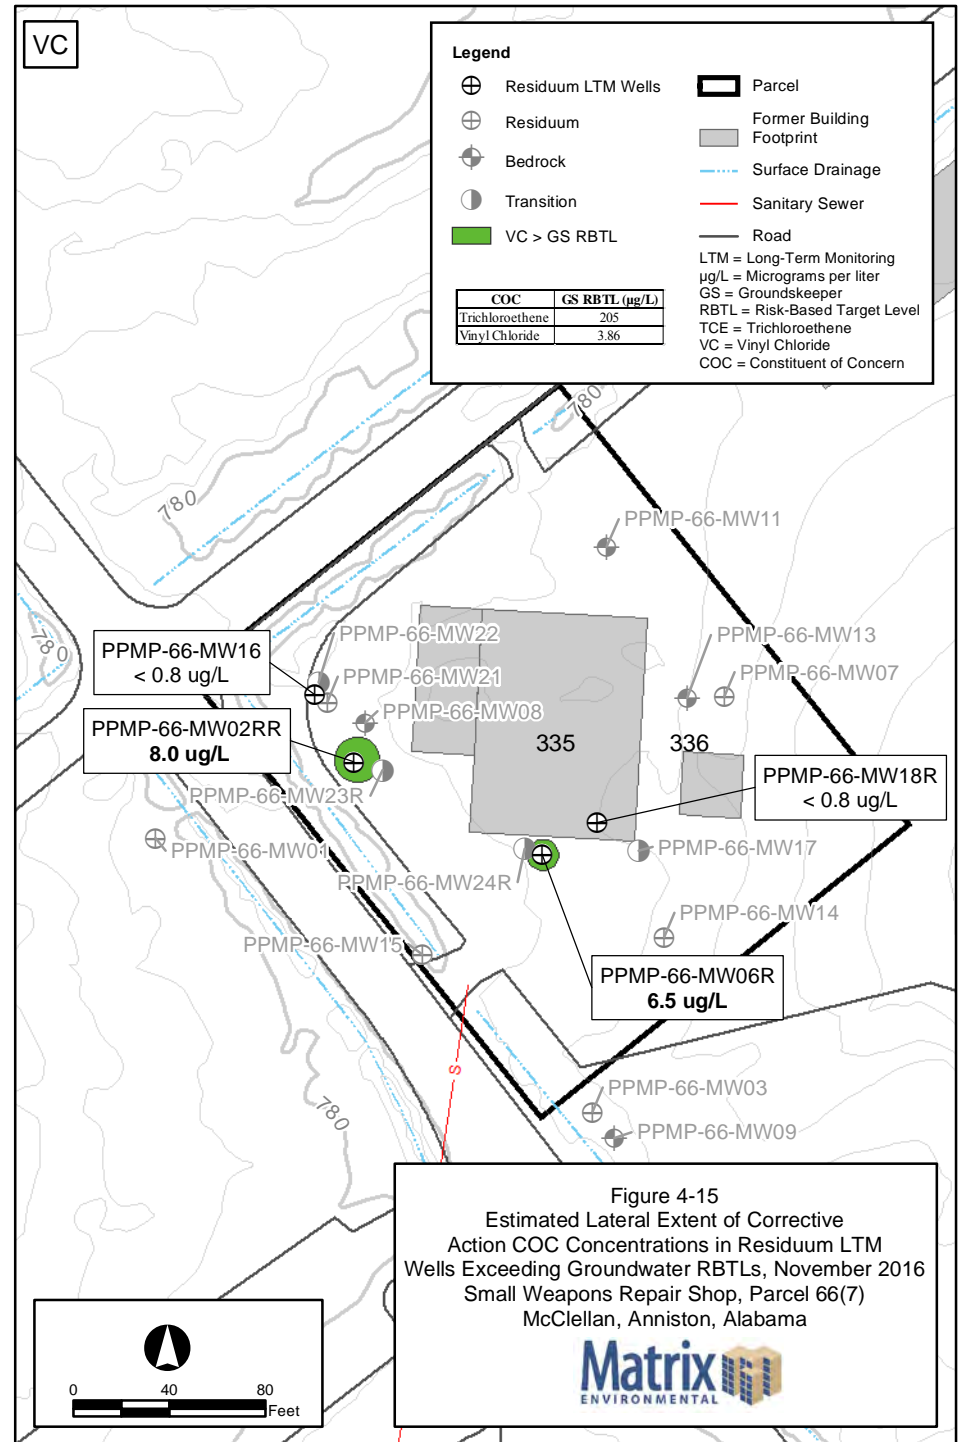 VC
Legend
Residuum LTM Wells
Residuum
Bedrock
Transition
VC > GS RBTL
COC GS RBTL (µg/L)
Trichloroethene 205
Vinyl Chloride 3.86
Parcel
Former Building
Footprint
Surface Drainage
Sanitary Sewer
Road
LTM = Long-Term Monitoring
µg/L = Micrograms per liter
GS = Groundskeeper
RBTL = Risk-Based Target Level
TCE = Trichloroethene
VC = Vinyl Chloride
COC = Constituent of Concern
780
780
PPMP-66-MW11
780
PPMP-66-MW22
PPMP-66-MW13
PPMP-66-MW16
< 0.8 ug/L
PPMP-66-MW21
PPMP-66-MW07
PPMP-66-MW08
PPMP-66-MW02RR
8.0 ug/L
335
336
PPMP-66-MW18R
< 0.8 ug/L
PPMP-66-MW23R
PPMP-66-MW01
PPMP-66-MW17
PPMP-66-MW24R
PPMP-66-MW14
PPMP-66-MW15
PPMP-66-MW06R
6.5 ug/L
S
PPMP-66-MW03
780
PPMP-66-MW09
Figure 4-15
Estimated Lateral Extent of Corrective
Action COC Concentrations in Residuum LTM
Wells Exceeding Groundwater RBTLs, November 2016
Small Weapons Repair Shop, Parcel 66(7)
McClellan, Anniston, Alabama
Matrix
ENVIRONMENTAL
0 40 80
Feet